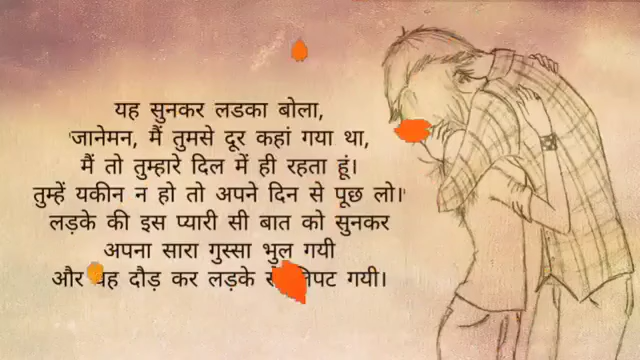 यह सुनकर लडका बोला,
'जानेमन, मैं तुमसे दूर कहां गया था,
मैं तो तुम्हारे दिल में ही रहता हूं।
तुम्हें यकीन न हो तो अपने दिन से पूछ लो।'
लड़के की इस प्यारी सी बात को सुनकर
अपना सारा गुस्सा भुल गयी
और दौड़ कर लड़के गयी।